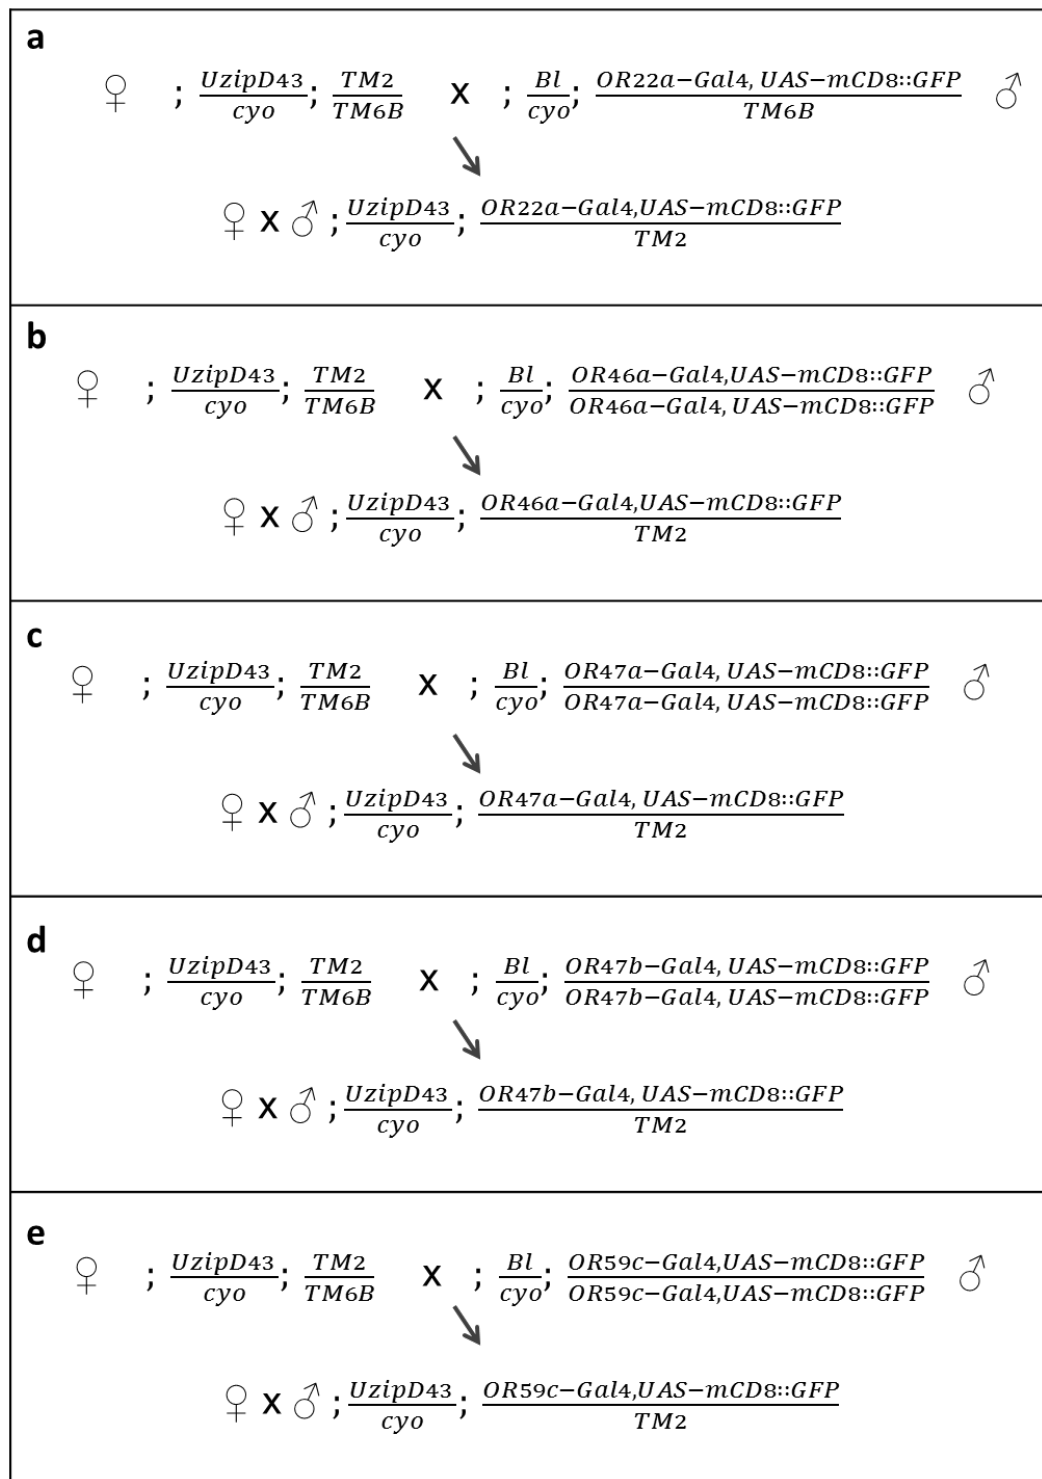 a
♀ ; UzipD43/cyo; TM2/TM6B x ; Bl/cyo; OR22a−Gal4, UAS−mCD8::GFP/TM6B ♂
♀ x ♂ ; UzipD43/cyo; OR22a−Gal4,UAS−mCD8::GFP/TM2
b
♀ ; UzipD43/cyo; TM2/TM6B x ; Bl/cyo; OR46a−Gal4,UAS−mCD8::GFP/OR46a−Gal4, UAS−mCD8::GFP ♂
♀ x ♂ ; UzipD43/cyo; OR46a−Gal4,UAS−mCD8::GFP/TM2
c
♀ ; UzipD43/cyo; TM2/TM6B x ; Bl/cyo; OR47a−Gal4, UAS−mCD8::GFP/OR47a−Gal4, UAS−mCD8::GFP ♂
♀ x ♂ ; UzipD43/cyo; OR47a−Gal4, UAS−mCD8::GFP/TM2
d
♀ ; UzipD43/cyo; TM2/TM6B x ; Bl/cyo; OR47b−Gal4, UAS−mCD8::GFP/OR47b−Gal4, UAS−mCD8::GFP ♂
♀ x ♂ ; UzipD43/cyo; OR47b−Gal4, UAS−mCD8::GFP/TM2
e
♀ ; UzipD43/cyo; TM2/TM6B x ; Bl/cyo; OR59c−Gal4,UAS−mCD8::GFP/OR59c−Gal4,UAS−mCD8::GFP ♂
♀ x ♂ ; UzipD43/cyo; OR59c−Gal4,UAS−mCD8::GFP/TM2